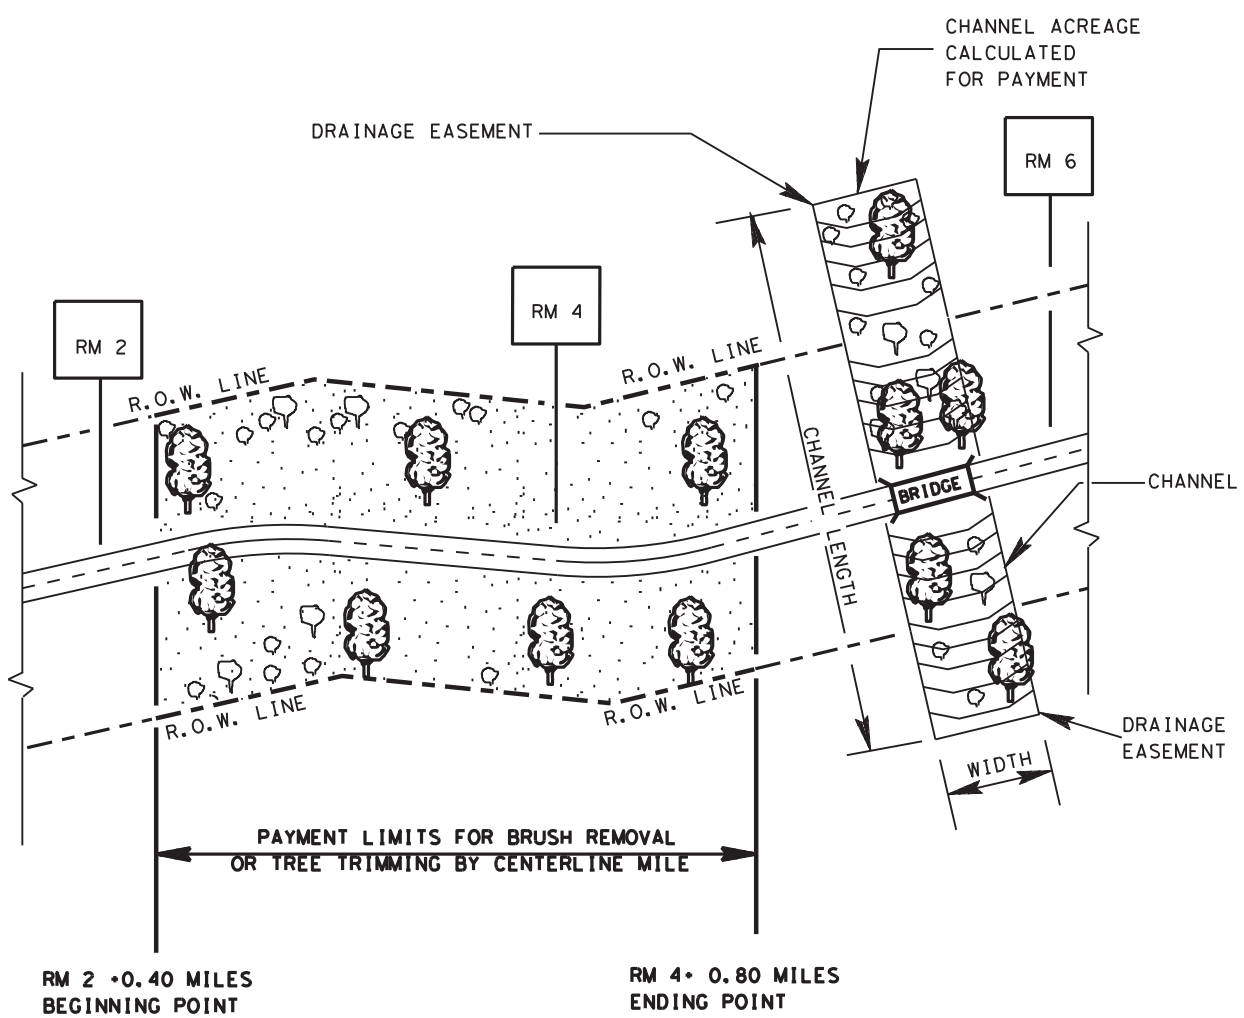 CHANNEL ACREAGE
CALCULATED
FOR PAYMENT
DRAINAGE EASEMENT
RM 6
RM 4
RM 2
R.O.W. LINE
R.O.W. LINE
CHANNEL LENGTH
BRIDGE
CHANNEL
R.O.W. LINE
R.O.W. LINE
DRAINAGE
EASEMENT
WIDTH
PAYMENT LIMITS FOR BRUSH REMOVAL
OR TREE TRIMMING BY CENTERLINE MILE
RM 2 +0.40 MILES
BEGINNING POINT
RM 4+ 0.80 MILES
ENDING POINT